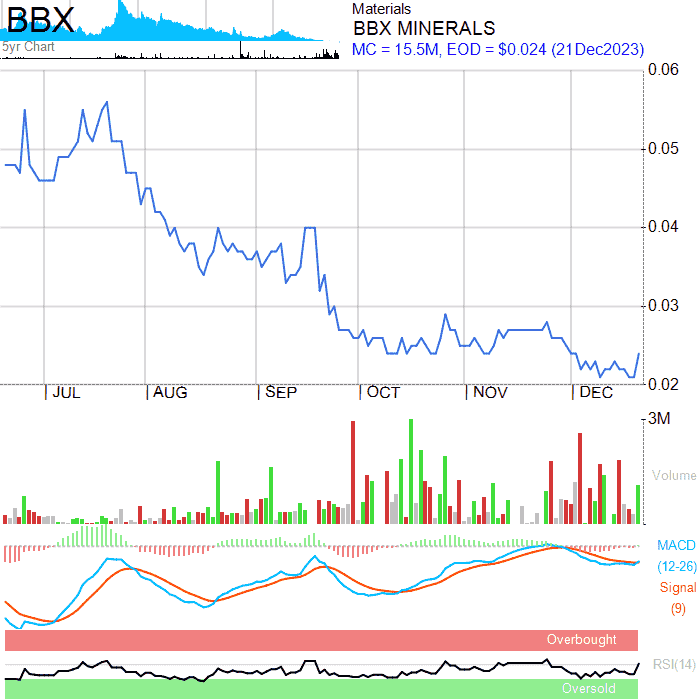 BBX
5yr Chart
Materials
BBX MINERALS
MC = 15.5M, EOD = $0.024 (21Dec2023)
0.06
0.05
0.04
0.03
0.02
JUL AUG SEP OCT NOV DEC
3M
Volume
MACD
(12-26)
Signal
(9)
Overbought
RSI(14)
Oversold